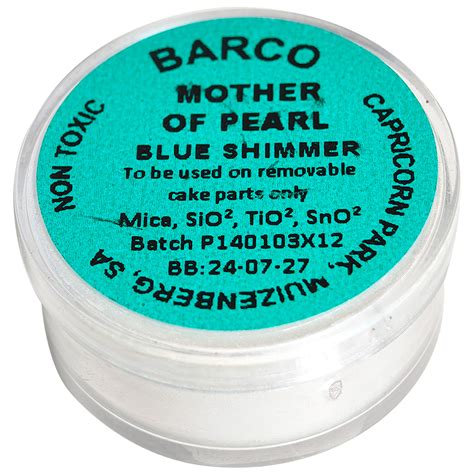 BARCO
MOTHER
OF PEARL
BLUE SHIMMER
To be used on removable
cake parts only
Mica, SiO², TiO², SnO²
Batch P140103X12
BB:24-07-27
NON TOXIC
CAPRICORN PARK, MUIZENBERG, SA